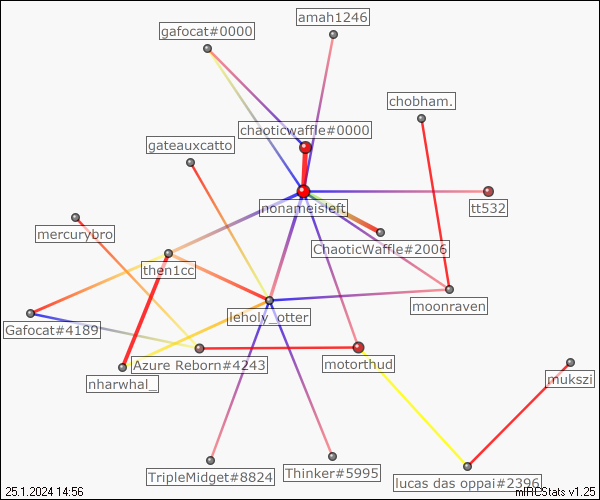 amah1246
gafocat#0000
chobham.
chaoticwaffle#0000
gateauxcatto
nonameisleft
tt532
mercurybro
ChaoticWaffle#2006
then1cc
moonraven
leholy_otter
Gafocat#4189
Azure Reborn#4243
motorthud
nharwhal_
mukszi
TripleMidget#8824
Thinker#5995
lucas das oppai#2396
25.1.2024 14:56
mIRCStats v1.25